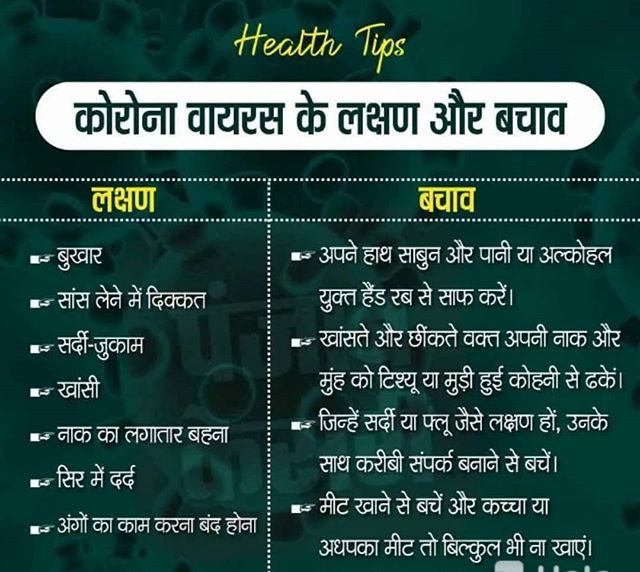 Health Tips
कोरोना वायरस के लक्षण और बचाव
लक्षण
बुखार
सांस लेने में दिक्कत
सर्दी-जुकाम
खांसी
नाक का लगातार बहना
सिर में दर्द
अंगों का काम करना बंद होना
बचाव
अपने हाथ साबुन और पानी या अल्कोहल
युक्त हैंड रब से साफ करें।
खांसते और छींकते वक्त अपनी नाक और
मुंह को टिश्यू या मुड़ी हुई कोहनी से ढकें।
जिन्हें सर्दी या फ्लू जैसे लक्षण हों, उनके
साथ करीबी संपर्क बनाने से बचें।
मीट खाने से बचें और कच्चा या
अधपका मीट तो बिल्कुल भी ना खाएं।
पंजाब
केसरी